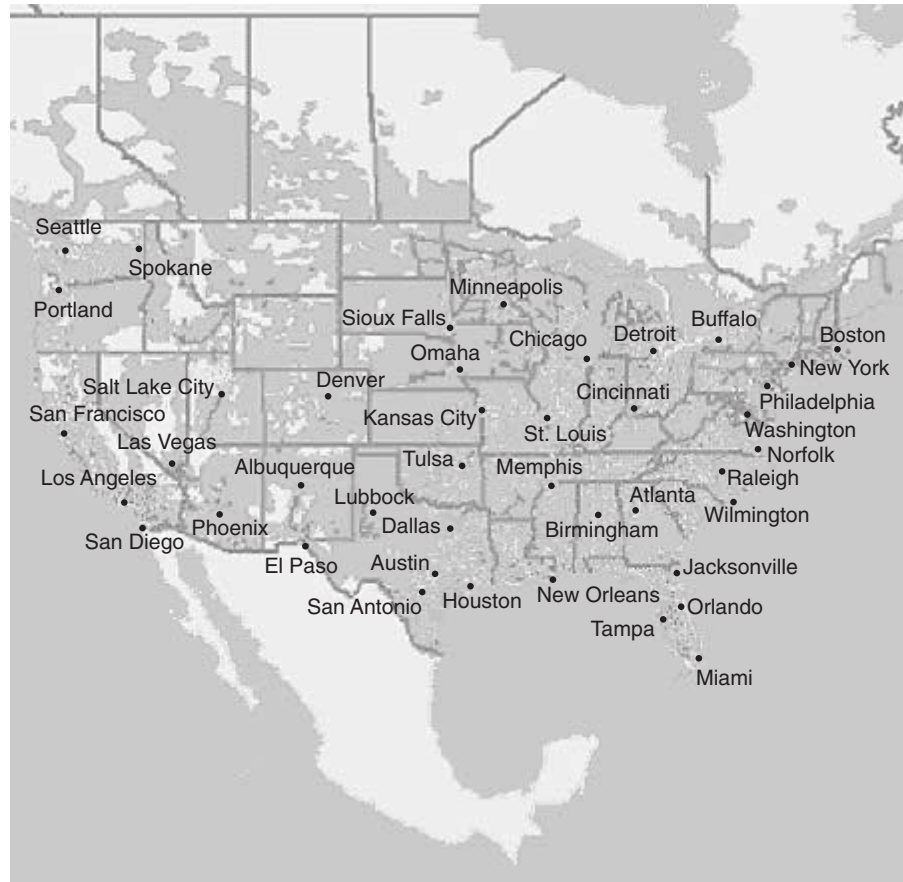 Seattle
Spokane
Minneapolis
Portland
Sioux Falls
Buffalo
Chicago
Detroit
Boston
Omaha
New York
Salt Lake City
Denver
Cincinnati
Philadelphia
San Francisco
Kansas City
St. Louis
Washington
Las Vegas
Norfolk
Tulsa
Memphis
Los Angeles
Albuquerque
Raleigh
Lubbock
Atlanta
Wilmington
Phoenix
Dallas
Birmingham
San Diego
El Paso
Austin
Jacksonville
San Antonio
Houston
New Orleans
Orlando
Tampa
Miami